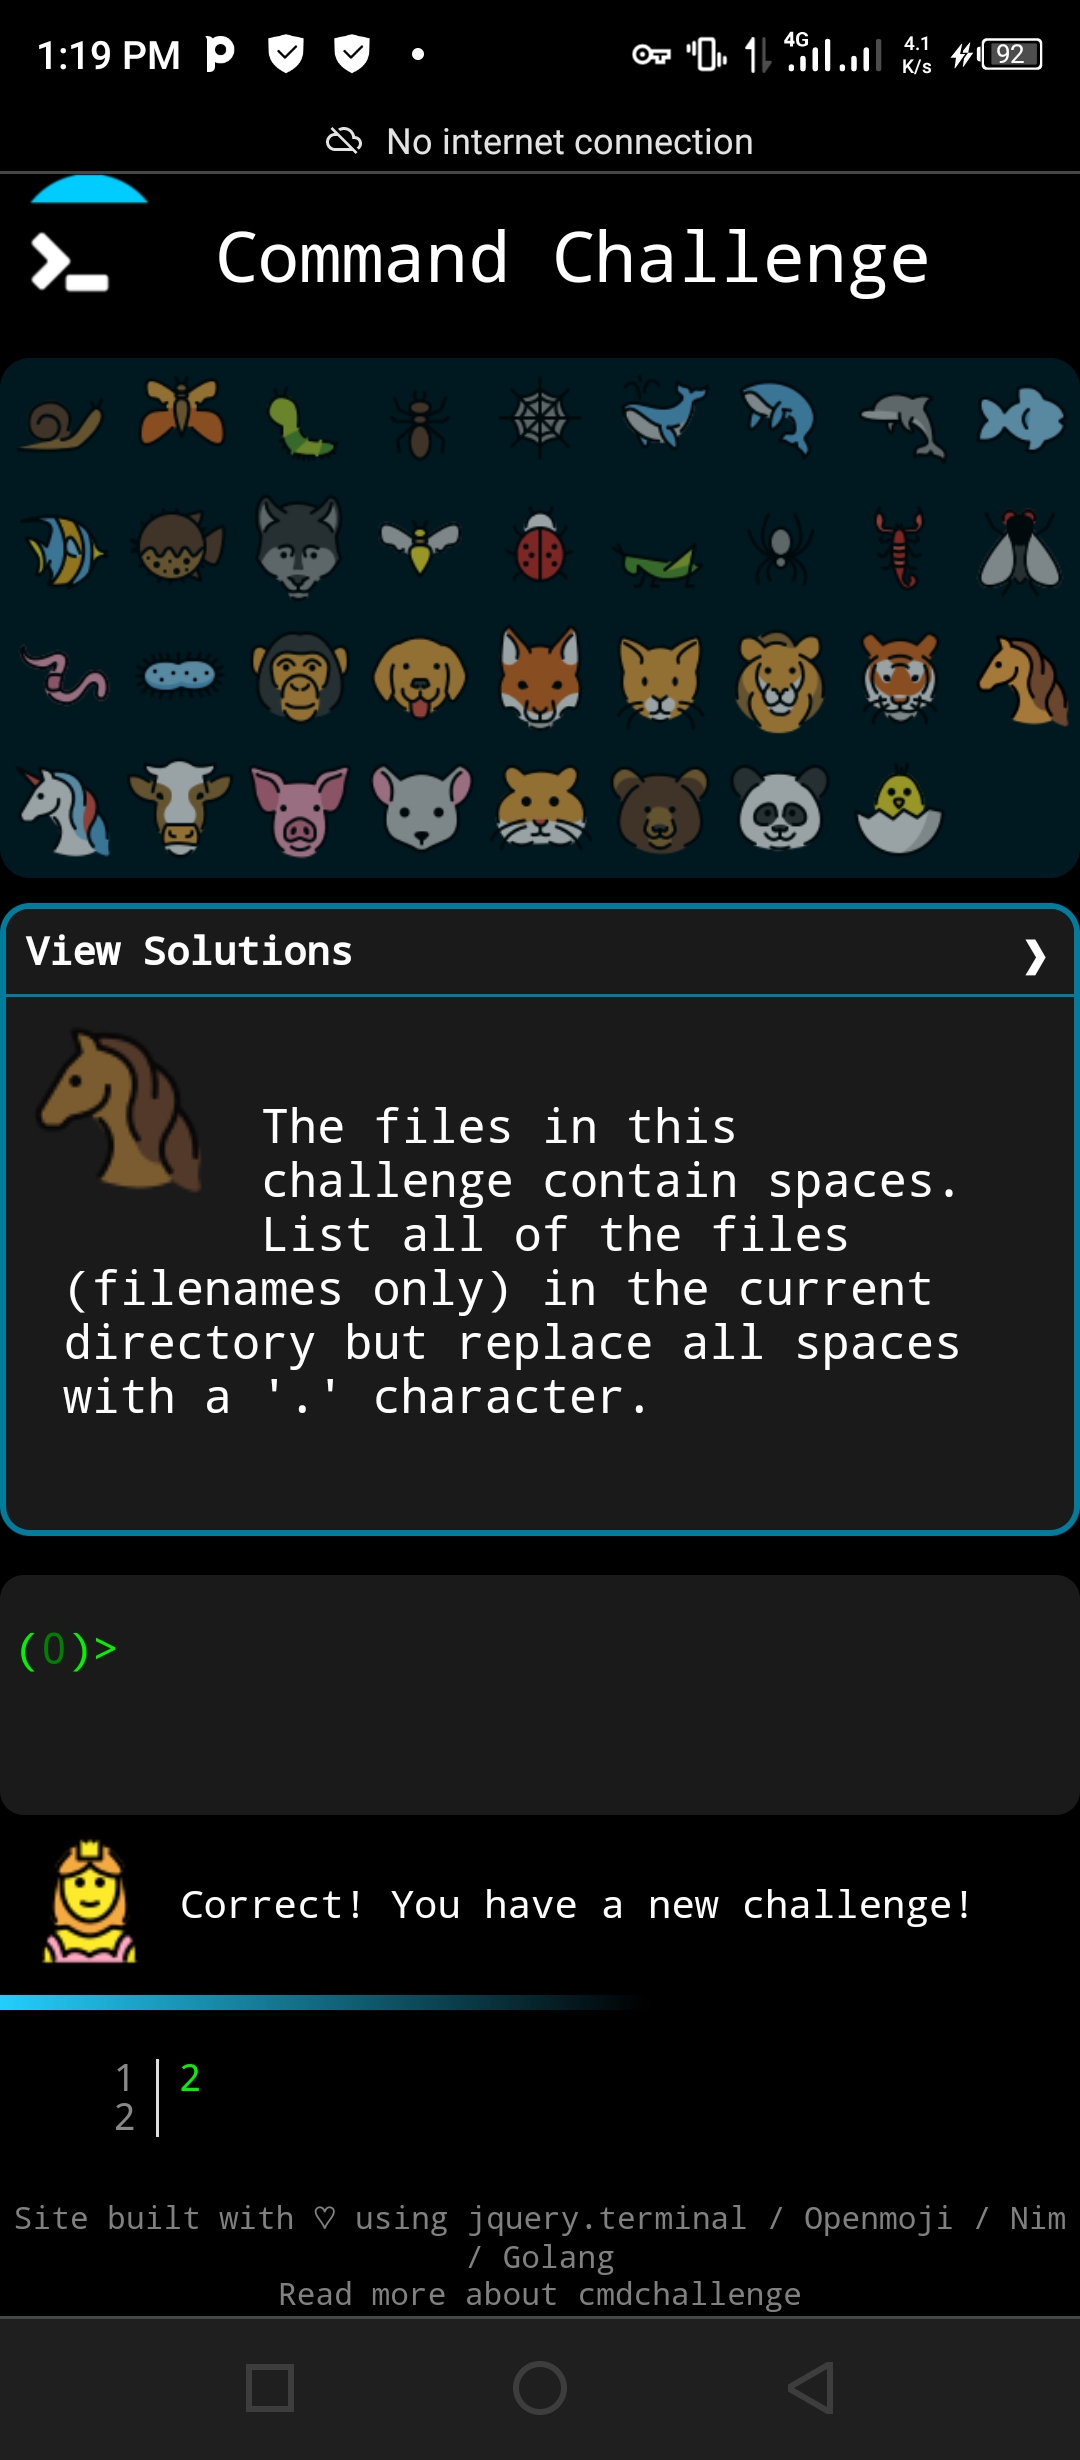 1:19 PM
4G
4.1
K/s
92
No internet connection
Command Challenge
View Solutions ❯
The files in this
challenge contain spaces.
List all of the files
(filenames only) in the current
directory but replace all spaces
with a '.' character.
(0)>
Correct! You have a new challenge!
1 | 2
2 |
Site built with ♡ using jquery.terminal / Openmoji / Nim
/ Golang
Read more about cmdchallenge